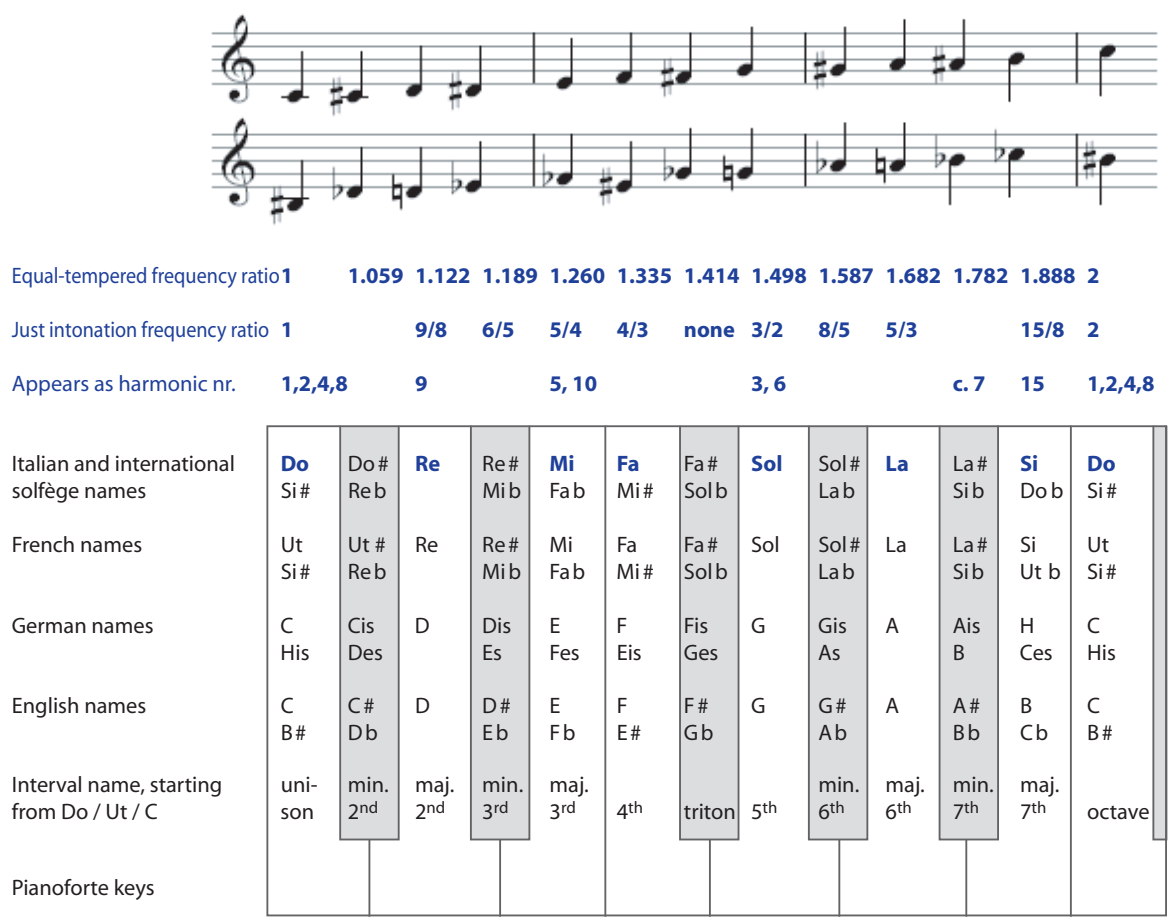 Equal-tempered frequency ratio 1 1.059 1.122 1.189 1.260 1.335 1.414 1.498 1.587 1.682 1.782 1.888 2
Just intonation frequency ratio 1 9/8 6/5 5/4 4/3 none 3/2 8/5 5/3 15/8 2
Appears as harmonic nr. 1,2,4,8 9 5, 10 3, 6 c. 7 15 1,2,4,8
Italian and international Do Do# Re Re# Mi Fa Fa# Sol Sol# La La# Si Do
solfège names Si# Reb Mib Fab Mi# Solb Lab Sib Dob Si#
French names Ut Ut # Re Re# Mi Fa Fa# Sol Sol# La La# Si Ut
Si# Reb Mib Fab Mi# Solb Lab Sib Ut b Si#
German names C Cis D Dis E F Fis G Gis A Ais H C
His Des Es Fes Eis Ges As B Ces His
English names C C# D D# E F F# G G# A A# B C
B# Db Eb Fb E# Gb Ab Bb Cb B#
Interval name, starting uni- min. maj. min. maj. min. maj. min. maj.
from Do / Ut / C son 2nd 2nd 3rd 3rd 4th triton 5th 6th 6th 7th 7th octave
Pianoforte keys